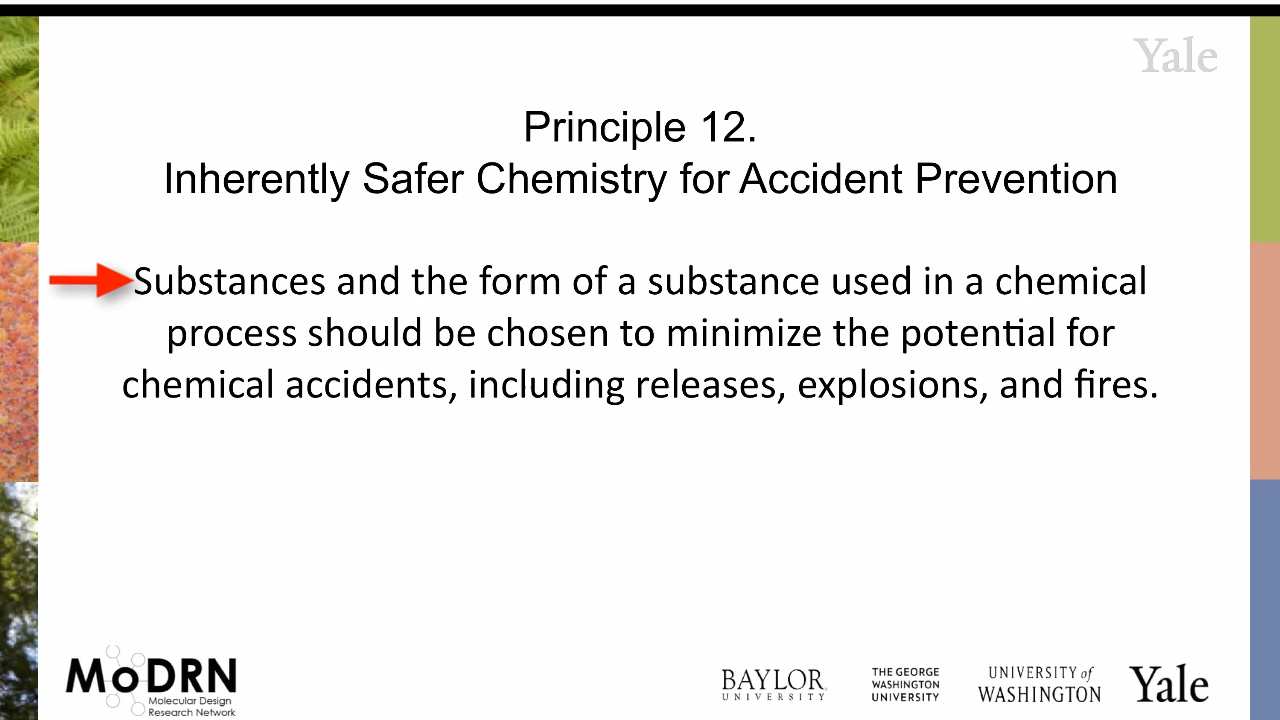 Yale
Principle 12.
Inherently Safer Chemistry for Accident Prevention
Substances and the form of a substance used in a chemical
process should be chosen to minimize the potential for
chemical accidents, including releases, explosions, and fires.
MoDRN
Molecular Design
Research Network
BAYLOR
UNIVERSITY
THE GEORGE
WASHINGTON
UNIVERSITY
UNIVERSITY of
WASHINGTON
Yale